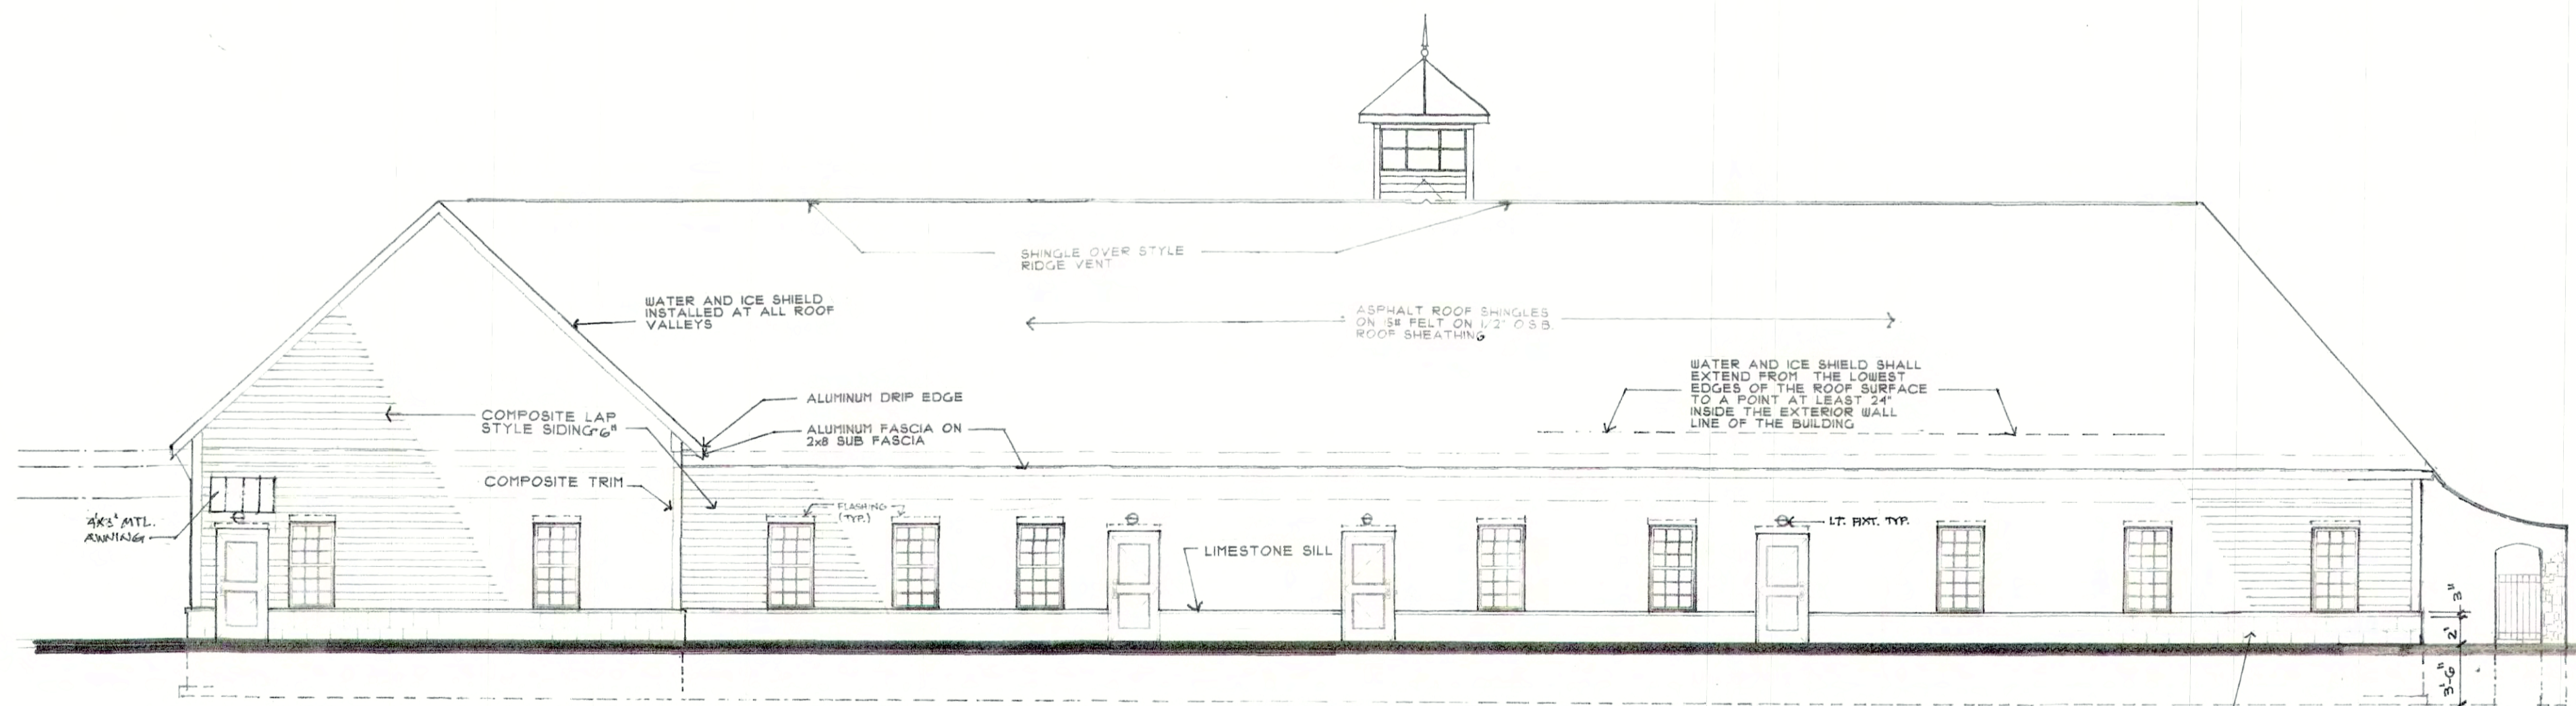 SHINGLE OVER STYLE
RIDGE VENT
WATER AND ICE SHIELD
INSTALLED AT ALL ROOF
VALLEYS
ASPHALT ROOF SHINGLES
ON 15# FELT ON 1/2" O.S.B.
ROOF SHEATHING
WATER AND ICE SHIELD SHALL
EXTEND FROM THE LOWEST
EDGES OF THE ROOF SURFACE
TO A POINT AT LEAST 24"
INSIDE THE EXTERIOR WALL
LINE OF THE BUILDING
ALUMINUM DRIP EDGE
COMPOSITE LAP
STYLE SIDING-6"
ALUMINUM FASCIA ON
2x8 SUB FASCIA
COMPOSITE TRIM
4'X3' MTL.
AWNING
FLASHING
(TYP.)
LT. FIXT. TYP.
LIMESTONE SILL
3"
2'
3'-6"